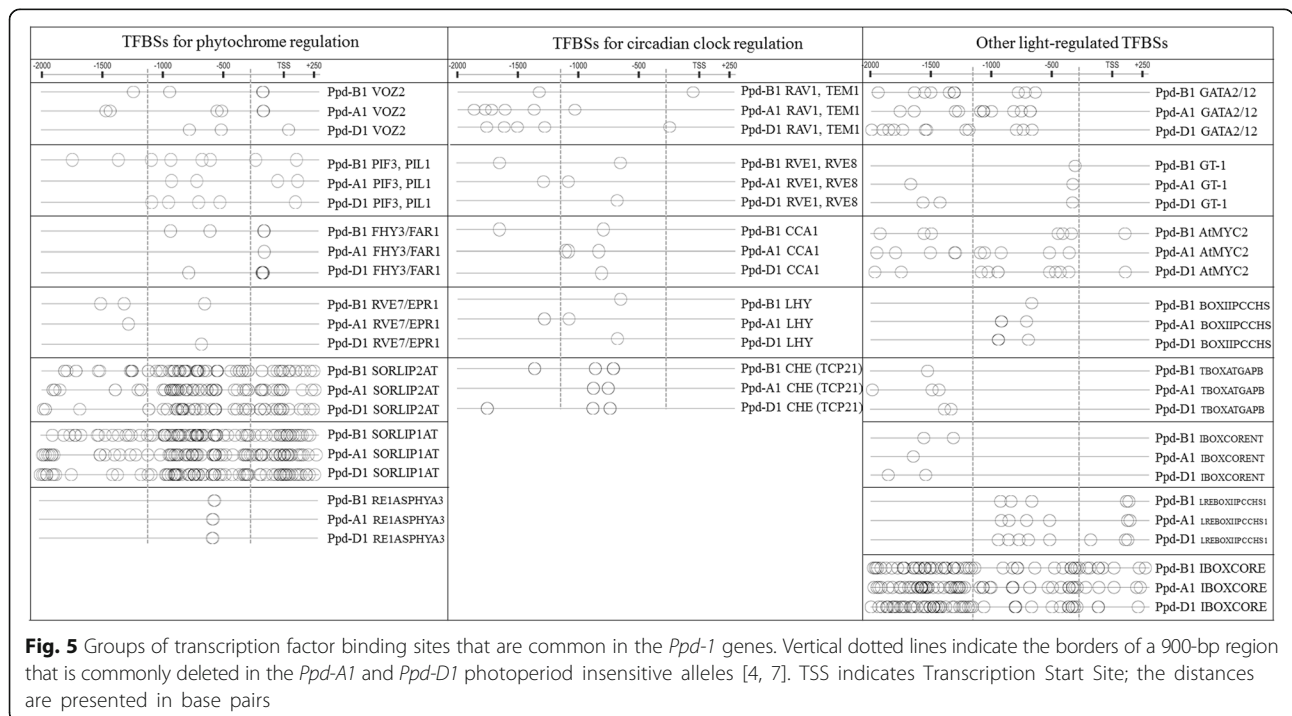 TFBSs for phytochrome regulation
-2000 -1500 -1000 -500 TSS +250
Ppd-B1 VOZ2
Ppd-A1 VOZ2
Ppd-D1 VOZ2
Ppd-B1 PIF3, PIL1
Ppd-A1 PIF3, PIL1
Ppd-D1 PIF3, PIL1
Ppd-B1 FHY3/FAR1
Ppd-A1 FHY3/FAR1
Ppd-D1 FHY3/FAR1
Ppd-B1 RVE7/EPR1
Ppd-A1 RVE7/EPR1
Ppd-D1 RVE7/EPR1
Ppd-B1 SORLIP2AT
Ppd-A1 SORLIP2AT
Ppd-D1 SORLIP2AT
Ppd-B1 SORLIP1AT
Ppd-A1 SORLIP1AT
Ppd-D1 SORLIP1AT
Ppd-B1 RE1ASPHYA3
Ppd-A1 RE1ASPHYA3
Ppd-D1 RE1ASPHYA3
TFBSs for circadian clock regulation
-2000 -1500 -1000 -500 TSS +250
Ppd-B1 RAV1, TEM1
Ppd-A1 RAV1, TEM1
Ppd-D1 RAV1, TEM1
Ppd-B1 RVE1, RVE8
Ppd-A1 RVE1, RVE8
Ppd-D1 RVE1, RVE8
Ppd-B1 CCA1
Ppd-A1 CCA1
Ppd-D1 CCA1
Ppd-B1 LHY
Ppd-A1 LHY
Ppd-D1 LHY
Ppd-B1 CHE (TCP21)
Ppd-A1 CHE (TCP21)
Ppd-D1 CHE (TCP21)
Other light-regulated TFBSs
-2000 -1500 -1000 -500 TSS +250
Ppd-B1 GATA2/12
Ppd-A1 GATA2/12
Ppd-D1 GATA2/12
Ppd-B1 GT-1
Ppd-A1 GT-1
Ppd-D1 GT-1
Ppd-B1 AtMYC2
Ppd-A1 AtMYC2
Ppd-D1 AtMYC2
Ppd-B1 BOXIIPCCHS
Ppd-A1 BOXIIPCCHS
Ppd-D1 BOXIIPCCHS
Ppd-B1 TBOXATGAPB
Ppd-A1 TBOXATGAPB
Ppd-D1 TBOXATGAPB
Ppd-B1 IBOXCORENT
Ppd-A1 IBOXCORENT
Ppd-D1 IBOXCORENT
Ppd-B1 LREBOXIIPCCHS1
Ppd-A1 LREBOXIIPCCHS1
Ppd-D1 LREBOXIIPCCHS1
Ppd-B1 IBOXCORE
Ppd-A1 IBOXCORE
Ppd-D1 IBOXCORE
Fig. 5 Groups of transcription factor binding sites that are common in the Ppd-1 genes. Vertical dotted lines indicate the borders of a 900-bp region
that is commonly deleted in the Ppd-A1 and Ppd-D1 photoperiod insensitive alleles [4, 7]. TSS indicates Transcription Start Site; the distances
are presented in base pairs